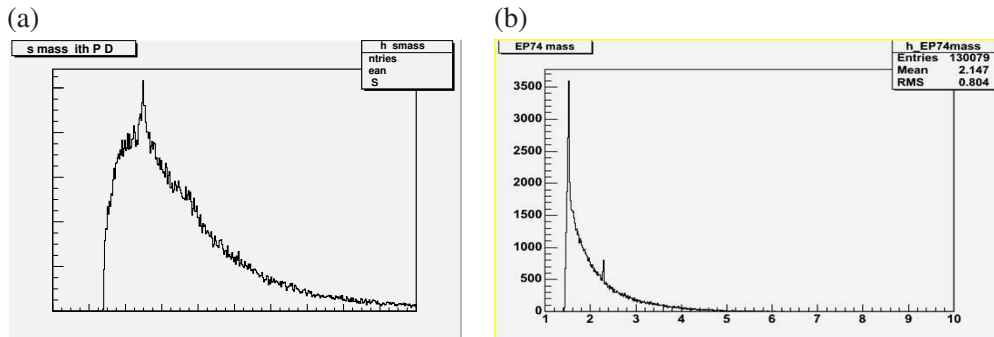 (a)
s mass ith P D
h smass
ntries
ean
S
(b)
EP74 mass
h_EP74mass
Entries 130079
Mean 2.147
RMS 0.804
3500
3000
2500
2000
1500
1000
500
0
1 2 3 4 5 6 7 8 9 10